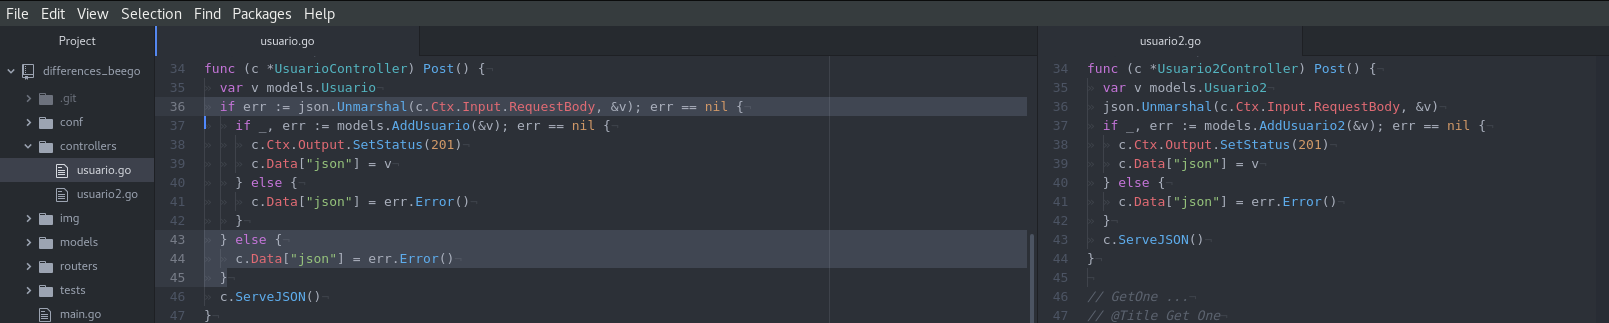 File Edit View Selection Find Packages Help
Project
differences_beego
.git
conf
controllers
usuario.go
usuario2.go
img
models
routers
tests
main.go
usuario.go
34 func (c *UsuarioController) Post() {
35 var v models.Usuario
36 if err := json.Unmarshal(c.Ctx.Input.RequestBody, &v); err == nil {
37 if _, err := models.AddUsuario(&v); err == nil {
38 c.Ctx.Output.SetStatus(201)
39 c.Data["json"] = v
40 } else {
41 c.Data["json"] = err.Error()
42 }
43 } else {
44 c.Data["json"] = err.Error()
45 }
46 c.ServeJSON()
47 }
usuario2.go
34 func (c *Usuario2Controller) Post() {
35 var v models.Usuario2
36 json.Unmarshal(c.Ctx.Input.RequestBody, &v)
37 if _, err := models.AddUsuario2(&v); err == nil {
38 c.Ctx.Output.SetStatus(201)
39 c.Data["json"] = v
40 } else {
41 c.Data["json"] = err.Error()
42 }
43 c.ServeJSON()
44 }
45
46 // GetOne ...
47 // @Title Get One